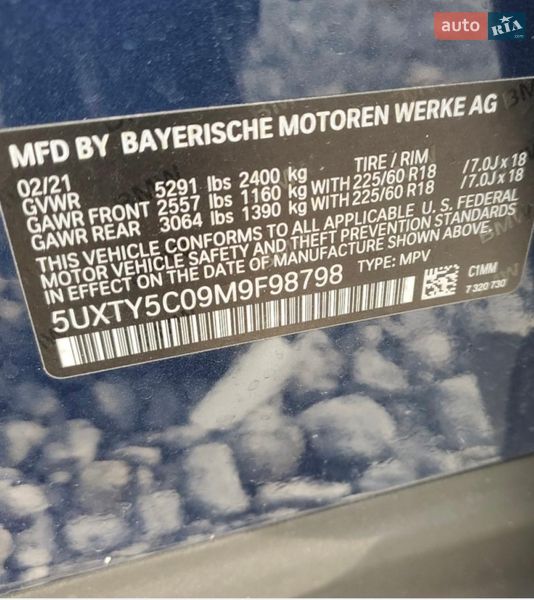 auto RIA .com
MFD BY BAYERISCHE MOTOREN WERKE AG
02/21 TIRE / RIM
GVWR 5291 lbs 2400 kg
GAWR FRONT 2557 lbs 1160 kg WITH 225/60 R18 /7.0J x 18
GAWR REAR 3064 lbs 1390 kg WITH 225/60 R18 /7.0J x 18
THIS VEHICLE CONFORMS TO ALL APPLICABLE U. S. FEDERAL
MOTOR VEHICLE SAFETY AND THEFT PREVENTION STANDARDS
IN EFFECT ON THE DATE OF MANUFACTURE SHOWN ABOVE.
5UXTY5C09M9F98798 TYPE: MPV
C1MM
7 320 730